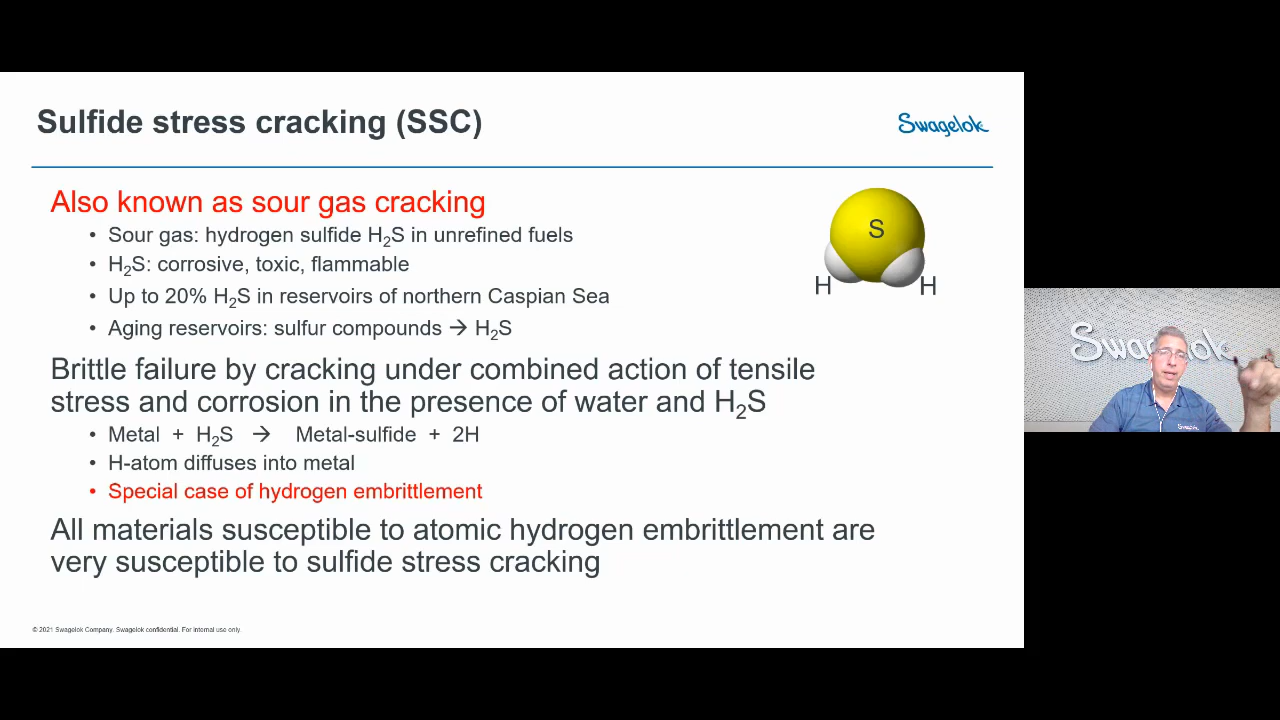 Sulfide stress cracking (SSC)
Swagelok
Also known as sour gas cracking
• Sour gas: hydrogen sulfide H₂S in unrefined fuels
• H₂S: corrosive, toxic, flammable
• Up to 20% H₂S in reservoirs of northern Caspian Sea
• Aging reservoirs: sulfur compounds → H₂S
S
H
H
Brittle failure by cracking under combined action of tensile
stress and corrosion in the presence of water and H₂S
• Metal + H₂S → Metal-sulfide + 2H
• H-atom diffuses into metal
• Special case of hydrogen embrittlement
All materials susceptible to atomic hydrogen embrittlement are
very susceptible to sulfide stress cracking
© 2021 Swagelok Company. Swagelok confidential. For internal use only.
Swagelok
Swagelok